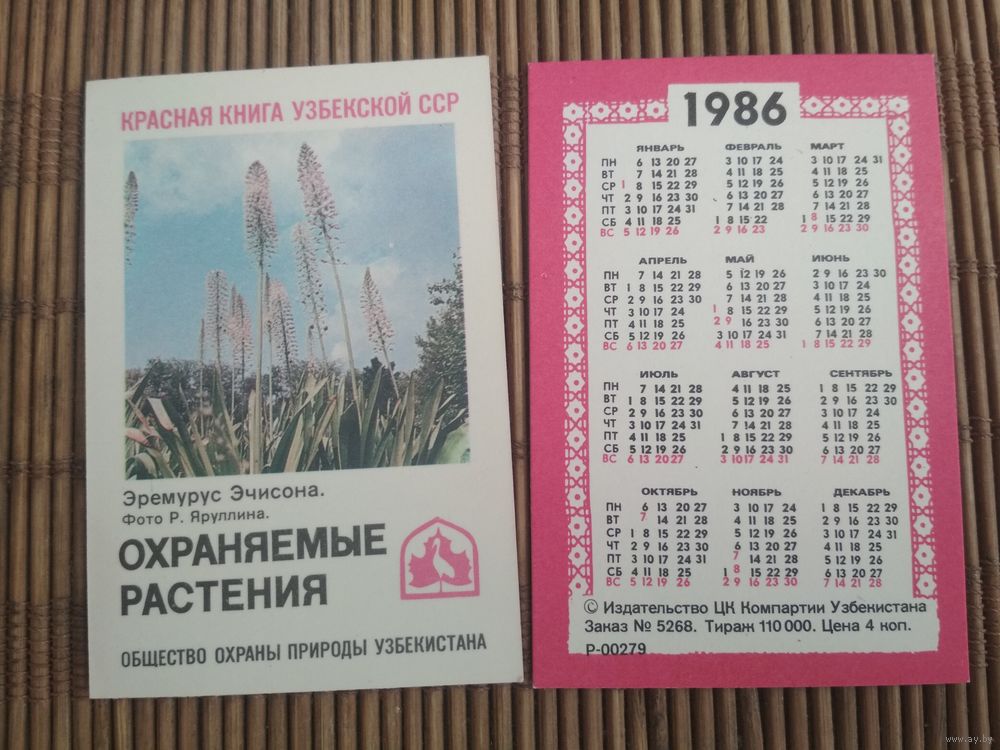 КРАСНАЯ КНИГА УЗБЕКСКОЙ ССР
Эремурус Эчисона.
Фото Р. Яруллина.
ОХРАНЯЕМЫЕ
РАСТЕНИЯ
ОБЩЕСТВО ОХРАНЫ ПРИРОДЫ УЗБЕКИСТАНА
1986
ЯНВАРЬ ФЕВРАЛЬ МАРТ
ПН 6 13 20 27 3 10 17 24 3 10 17 24 31
ВТ 7 14 21 28 4 11 18 25 4 11 18 25
СР 1 8 15 22 29 5 12 19 26 5 12 19 26
ЧТ 2 9 16 23 30 6 13 20 27 6 13 20 27
ПТ 3 10 17 24 31 7 14 21 28 7 14 21 28
СБ 4 11 18 25 1 8 15 22 1 8 15 22 29
ВС 5 12 19 26 2 9 16 23 2 9 16 23 30
АПРЕЛЬ МАЙ ИЮНЬ
ПН 7 14 21 28 5 12 19 26 2 9 16 23 30
ВТ 1 8 15 22 29 6 13 20 27 3 10 17 24
СР 2 9 16 23 30 7 14 21 28 4 11 18 25
ЧТ 3 10 17 24 1 8 15 22 29 5 12 19 26
ПТ 4 11 18 25 2 9 16 23 30 6 13 20 27
СБ 5 12 19 26 3 10 17 24 31 7 14 21 28
ВС 6 13 20 27 4 11 18 25 1 8 15 22 29
ИЮЛЬ АВГУСТ СЕНТЯБРЬ
ПН 7 14 21 28 4 11 18 25 1 8 15 22 29
ВТ 1 8 15 22 29 5 12 19 26 2 9 16 23 30
СР 2 9 16 23 30 6 13 20 27 3 10 17 24
ЧТ 3 10 17 24 31 7 14 21 28 4 11 18 25
ПТ 4 11 18 25 1 8 15 22 29 5 12 19 26
СБ 5 12 19 26 2 9 16 23 30 6 13 20 27
ВС 6 13 20 27 3 10 17 24 31 7 14 21 28
ОКТЯБРЬ НОЯБРЬ ДЕКАБРЬ
ПН 6 13 20 27 3 10 17 24 1 8 15 22 29
ВТ 7 14 21 28 4 11 18 25 2 9 16 23 30
СР 1 8 15 22 29 5 12 19 26 3 10 17 24 31
ЧТ 2 9 16 23 30 6 13 20 27 4 11 18 25
ПТ 3 10 17 24 31 7 14 21 28 5 12 19 26
СБ 4 11 18 25 1 8 15 22 29 6 13 20 27
ВС 5 12 19 26 2 9 16 23 30 7 14 21 28
© Издательство ЦК Компартии Узбекистана
Заказ № 5268. Тираж 110 000. Цена 4 коп.
Р-00279
www.ay.by